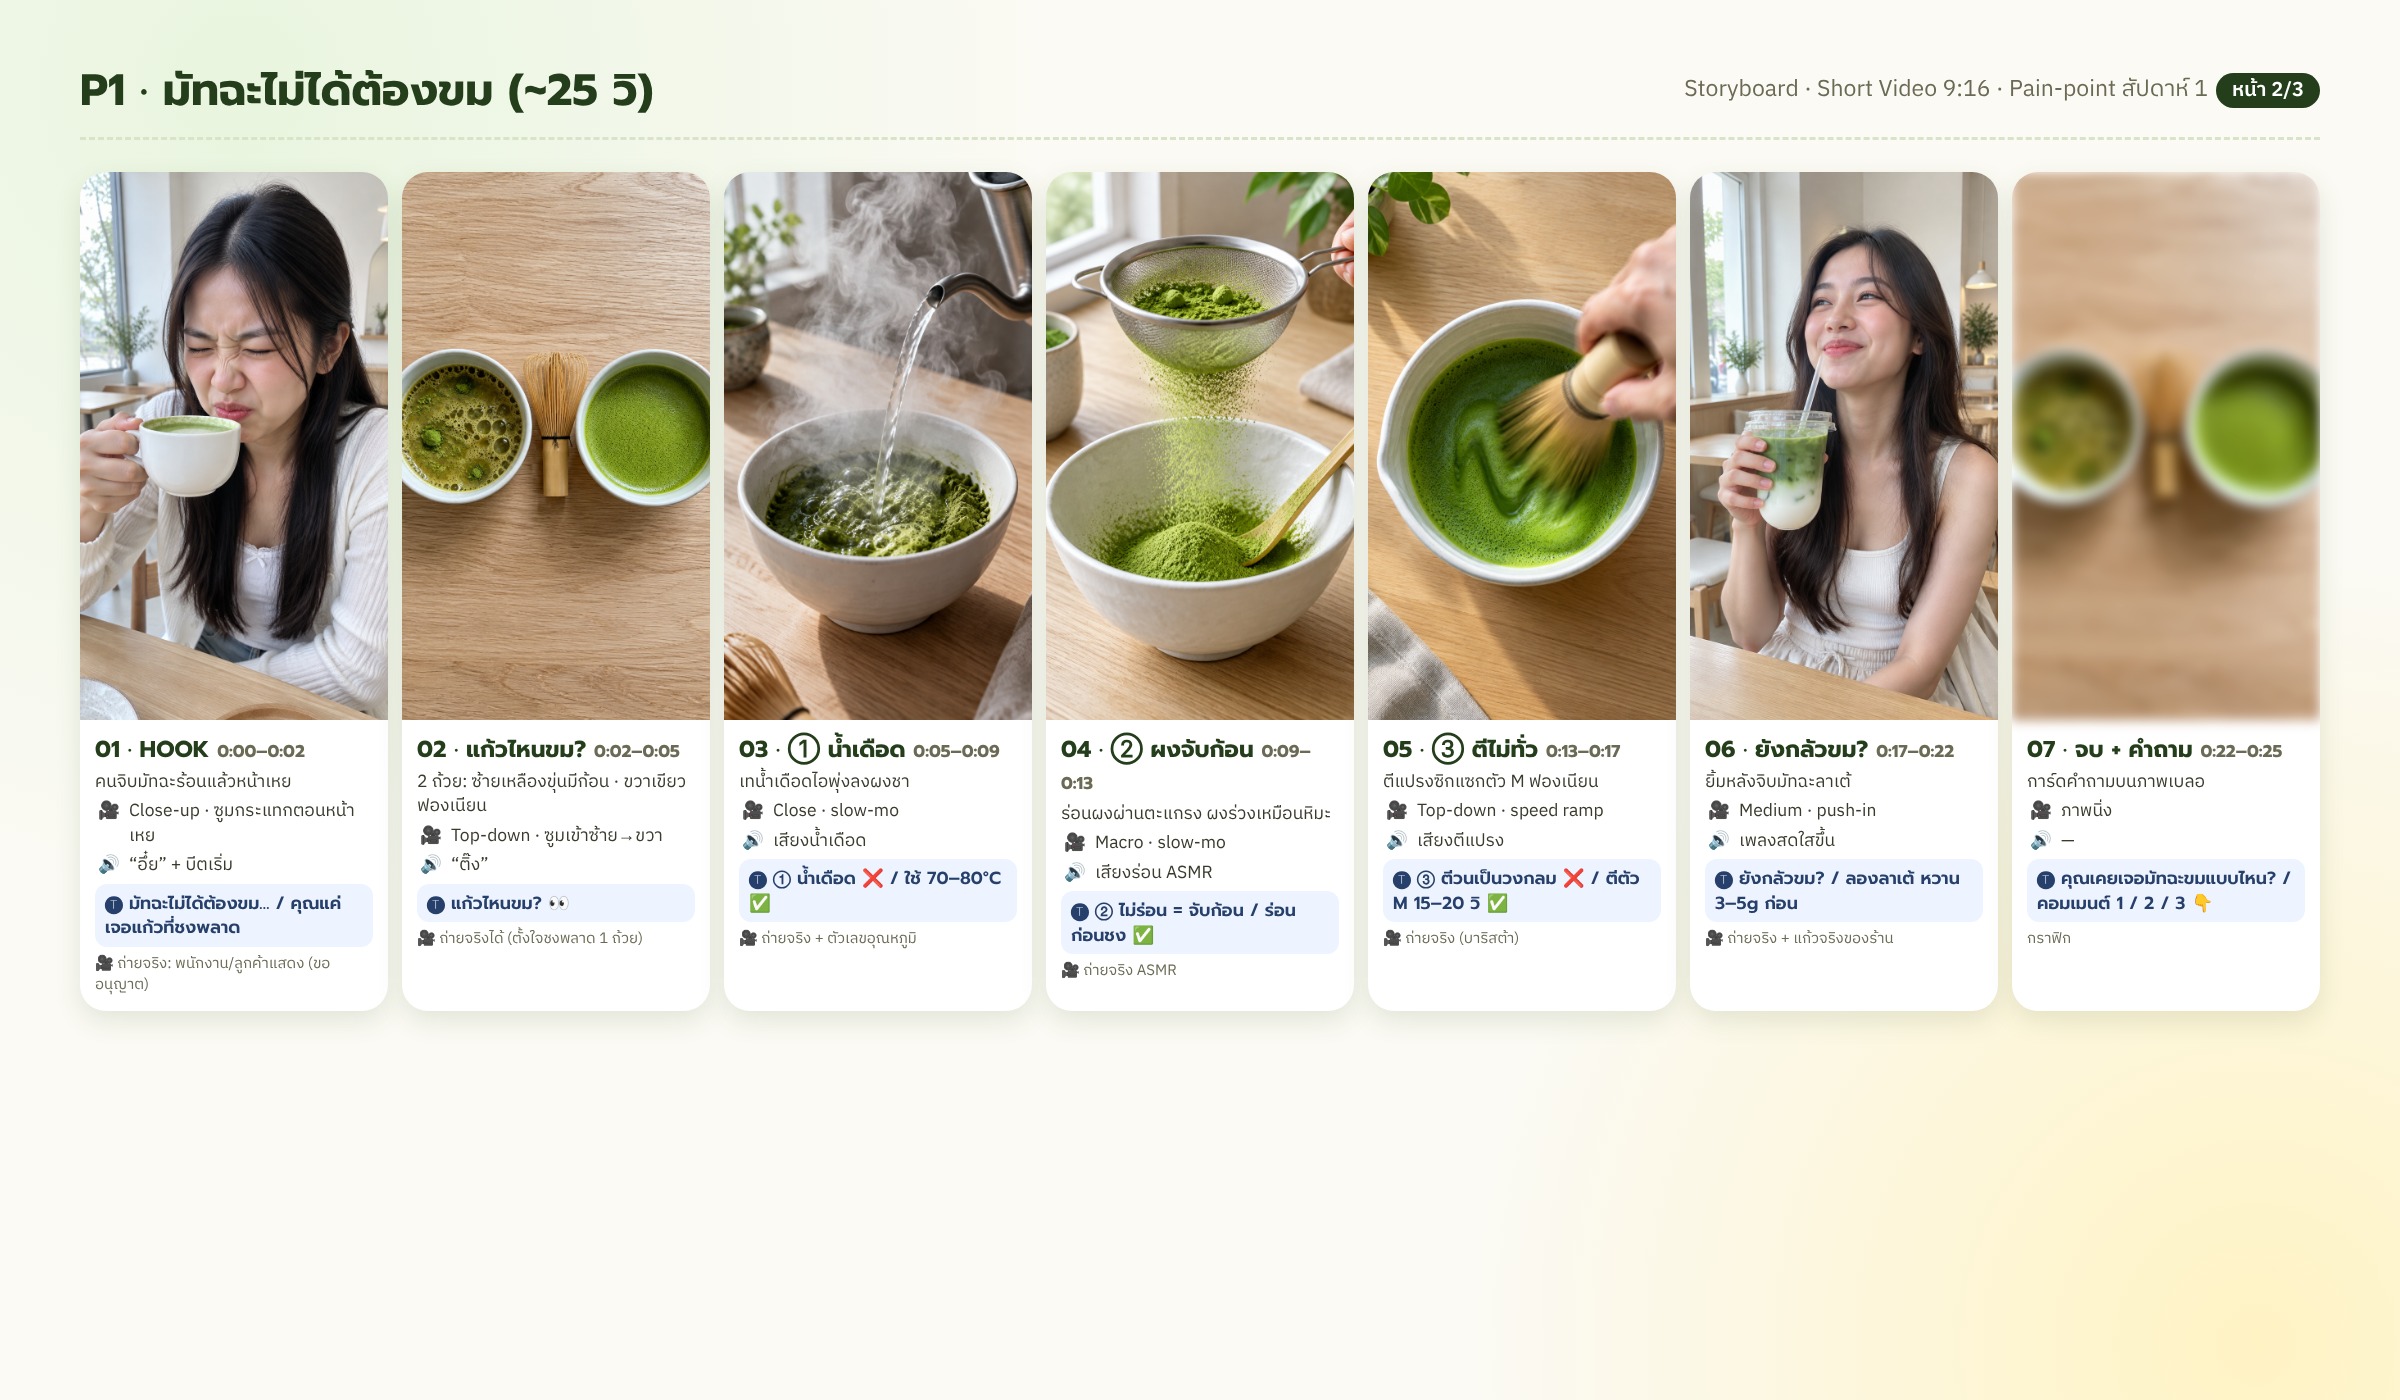 P1 · มัทฉะไม่ได้ต้องขม (~25 วิ)
Storyboard · Short Video 9:16 · Pain-point สัปดาห์ 1 หน้า 2/3
01 · HOOK 0:00–0:02
คนจิบมัทฉะร้อนแล้วหน้าเหย
🎥 Close-up · ซูมกระแทกตอนหน้า
เหย
🔊 “อึ๋ย” + บีตเริ่ม
🅣 มัทฉะไม่ได้ต้องขม… / คุณแค่
เจอแก้วที่ชงพลาด
🎥 ถ่ายจริง: พนักงาน/ลูกค้าแสดง (ขอ
อนุญาต)
02 · แก้วไหนขม? 0:02–0:05
2 ถ้วย: ซ้ายเหลืองขุ่นมีก้อน · ขวาเขียว
ฟองเนียน
🎥 Top-down · ซูมเข้าซ้าย→ขวา
🔊 “ติ๊ง”
🅣 แก้วไหนขม? 👀
🎥 ถ่ายจริงได้ (ตั้งใจชงพลาด 1 ถ้วย)
03 · ① น้ำเดือด 0:05–0:09
เทน้ำเดือดไอพุ่งลงผงชา
🎥 Close · slow-mo
🔊 เสียงน้ำเดือด
🅣 ① น้ำเดือด ❌ / ใช้ 70–80°C
✅
🎥 ถ่ายจริง + ตัวเลขอุณหภูมิ
04 · ② ผงจับก้อน 0:09–
0:13
ร่อนผงผ่านตะแกรง ผงร่วงเหมือนหิมะ
🎥 Macro · slow-mo
🔊 เสียงร่อน ASMR
🅣 ② ไม่ร่อน = จับก้อน / ร่อน
ก่อนชง ✅
🎥 ถ่ายจริง ASMR
05 · ③ ตีไม่ทั่ว 0:13–0:17
ตีแปรงซิกแซกตัว M ฟองเนียน
🎥 Top-down · speed ramp
🔊 เสียงตีแปรง
🅣 ③ ตีวนเป็นวงกลม ❌ / ตีตัว
M 15–20 วิ ✅
🎥 ถ่ายจริง (บาริสต้า)
06 · ยังกลัวขม? 0:17–0:22
ยิ้มหลังจิบมัทฉะลาเต้
🎥 Medium · push-in
🔊 เพลงสดใสขึ้น
🅣 ยังกลัวขม? / ลองลาเต้ หวาน
3–5g ก่อน
🎥 ถ่ายจริง + แก้วจริงของร้าน
07 · จบ + คำถาม 0:22–0:25
การ์ดคำถามบนภาพเบลอ
🎥 ภาพนิ่ง
🔊 —
🅣 คุณเคยเจอมัทฉะขมแบบไหน? /
คอมเมนต์ 1 / 2 / 3 👇
กราฟิก